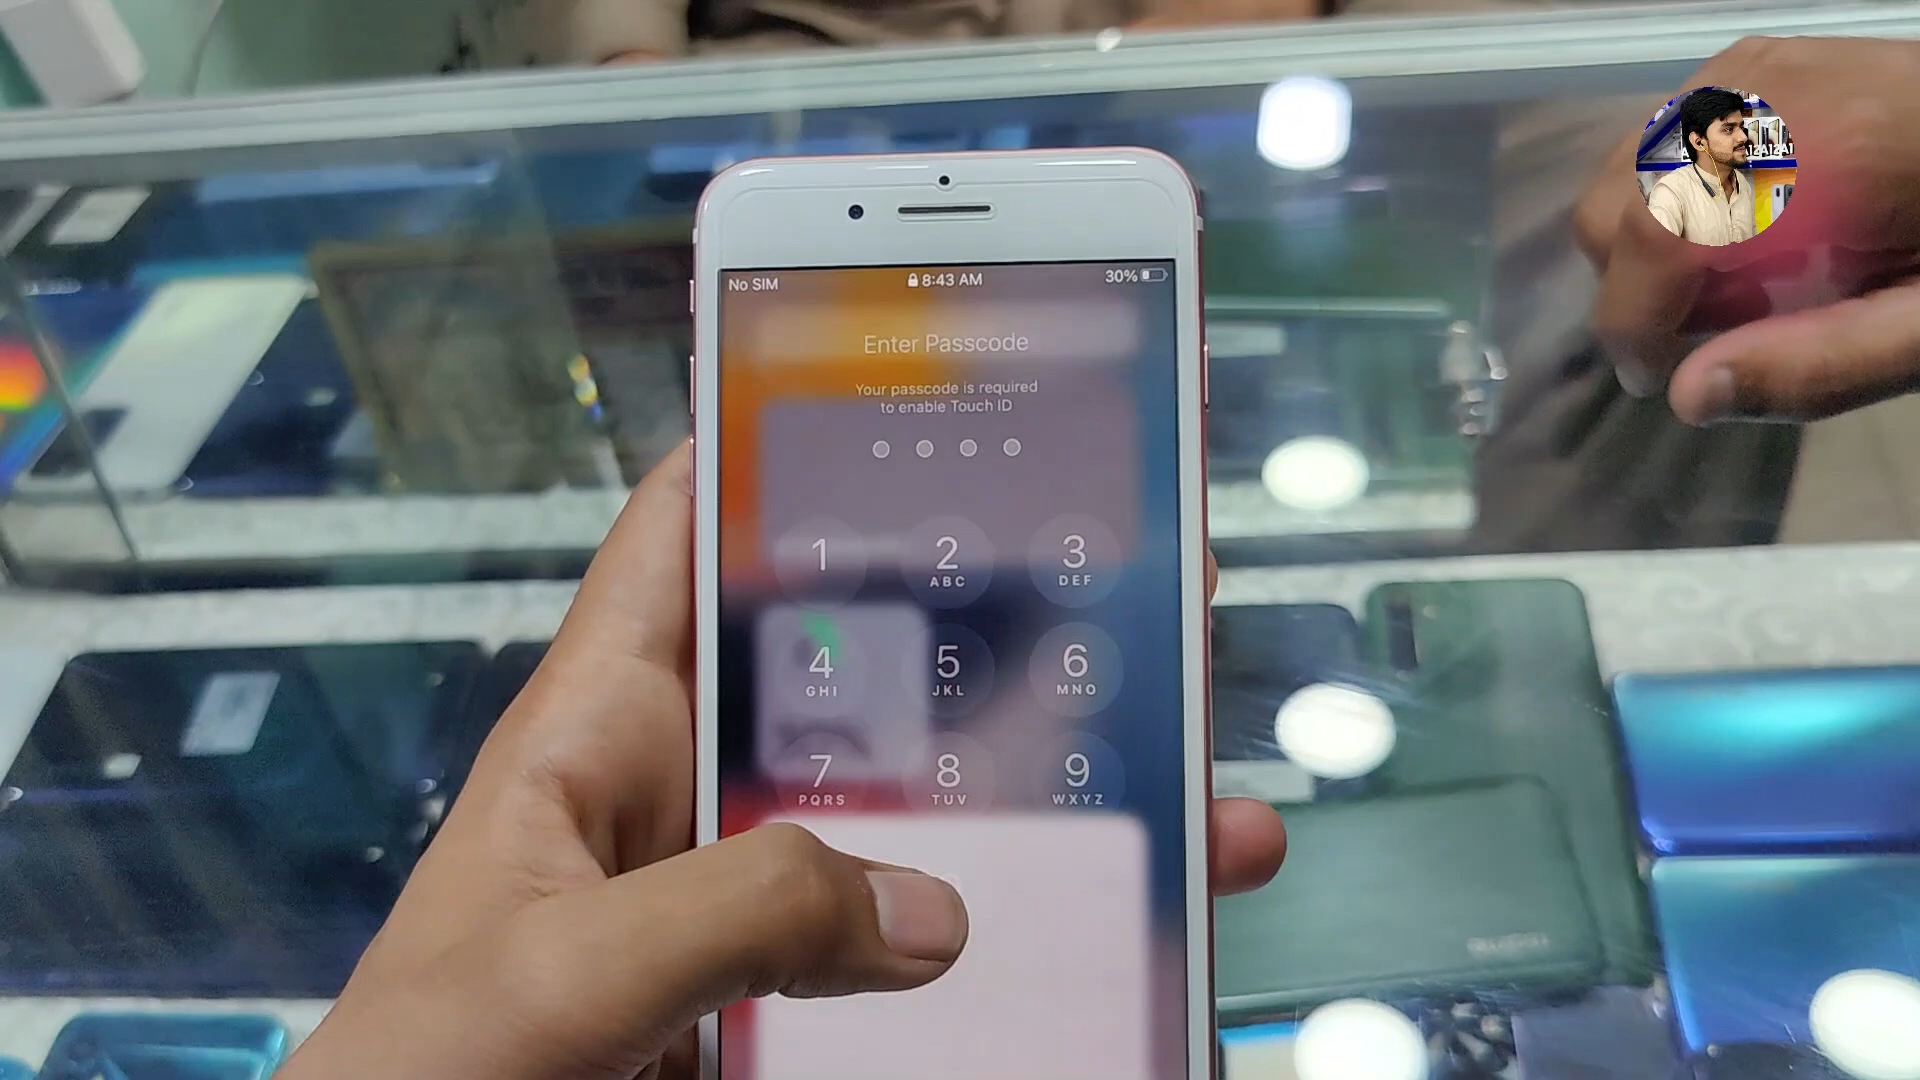 No SIM
8:43 AM
30%
Enter Passcode
Your passcode is required
to enable Touch ID
1
2
ABC
3
DEF
4
GHI
5
JKL
6
MNO
7
PQRS
8
TUV
9
WXYZ